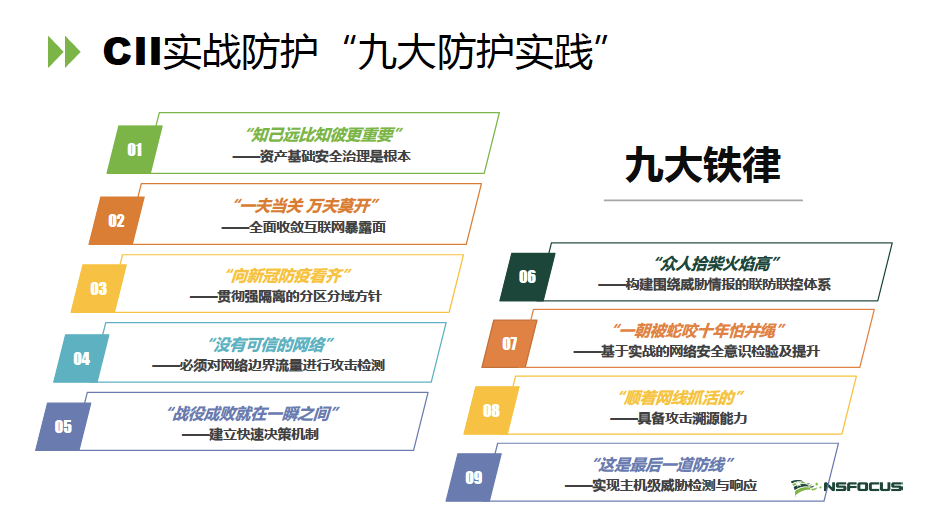 CII实战防护“九大防护实践”
01
“知己远比知彼更重要”
——资产基础安全治理是根本
02
“一夫当关 万夫莫开”
——全面收敛互联网暴露面
03
“向新冠防疫看齐”
——贯彻强隔离的分区分域方针
04
“没有可信的网络”
——必须对网络边界流量进行攻击检测
05
“战役成败就在一瞬之间”
——建立快速决策机制
九大铁律
06
“众人拾柴火焰高”
——构建围绕威胁情报的联防联控体系
07
“一朝被蛇咬十年怕井绳”
——基于实战的网络安全意识检验及提升
08
“顺着网线抓活的”
——具备攻击溯源能力
09
“这是最后一道防线”
——实现主机级威胁检测与响应
NSFOCUS